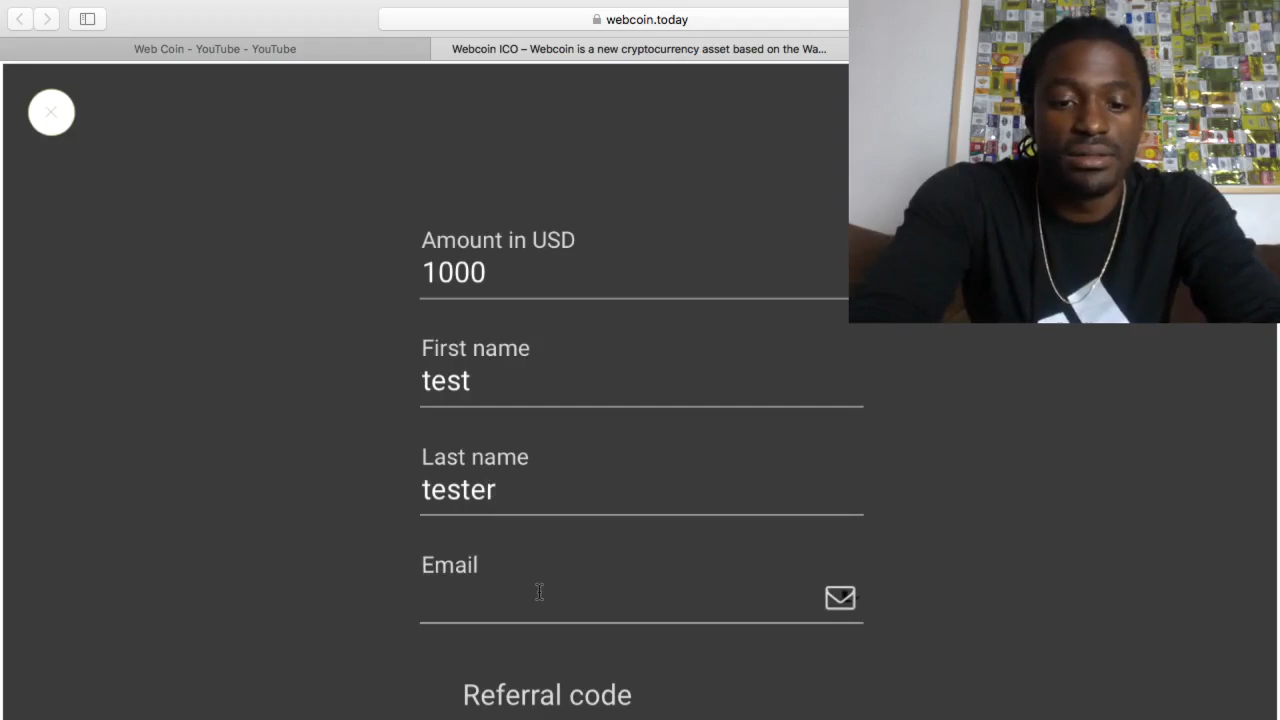 webcoin.today
Web Coin - YouTube - YouTube
Webcoin ICO – Webcoin is a new cryptocurrency asset based on the Wa...
Amount in USD
1000
First name
test
Last name
tester
Email
Referral code